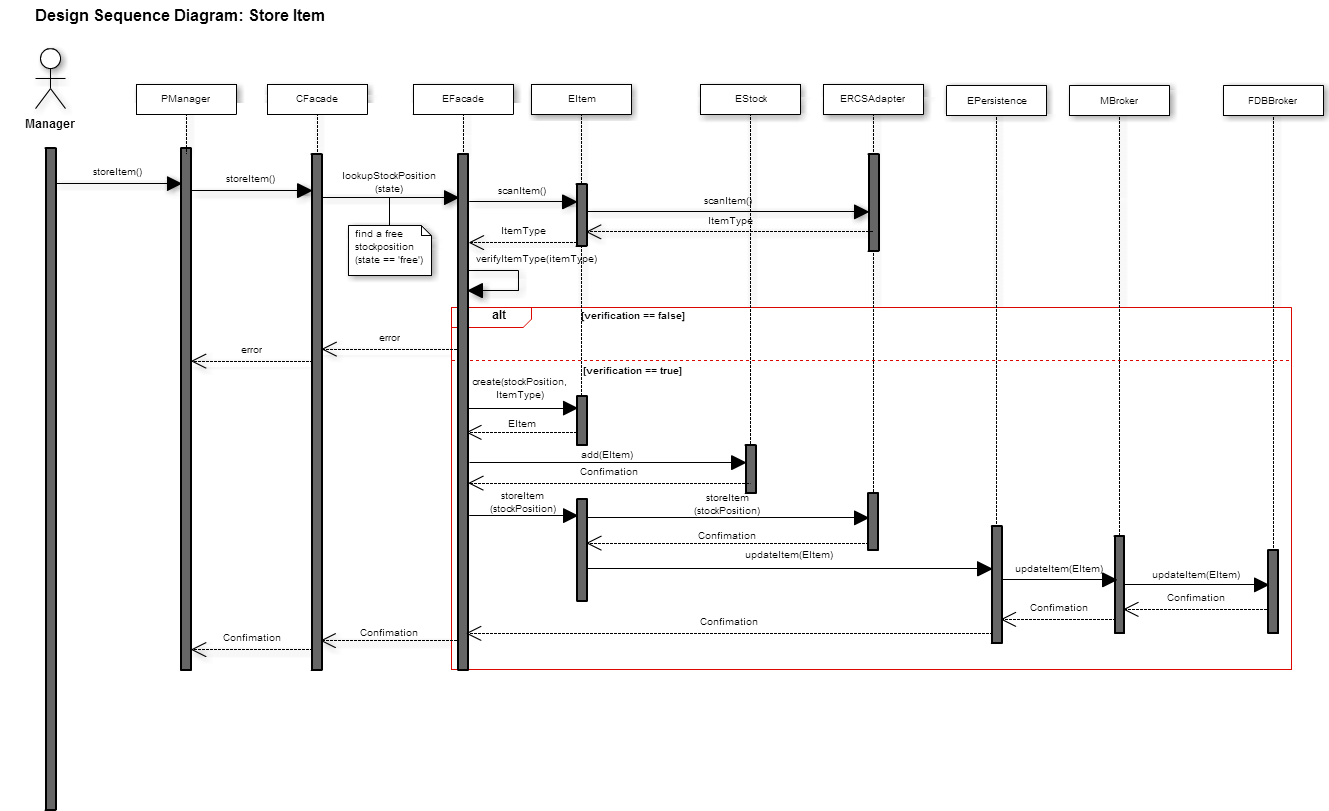 Design Sequence Diagram: Store Item
Manager
PManager
CFacade
EFacade
EItem
EStock
ERCSAdapter
EPersistence
MBroker
FDBBroker
storeItem()
storeItem()
lookupStockPosition
(state)
find a free
stockposition
(state == 'free')
scanItem()
scanItem()
ItemType
ItemType
verifyItemType(itemType)
alt
[verification == false]
error
error
[verification == true]
create(stockPosition,
ItemType)
EItem
add(EItem)
Confimation
storeItem
(stockPosition)
storeItem
(stockPosition)
Confimation
updateItem(EItem)
updateItem(EItem)
updateItem(EItem)
Confimation
Confimation
Confimation
Confimation
Confimation